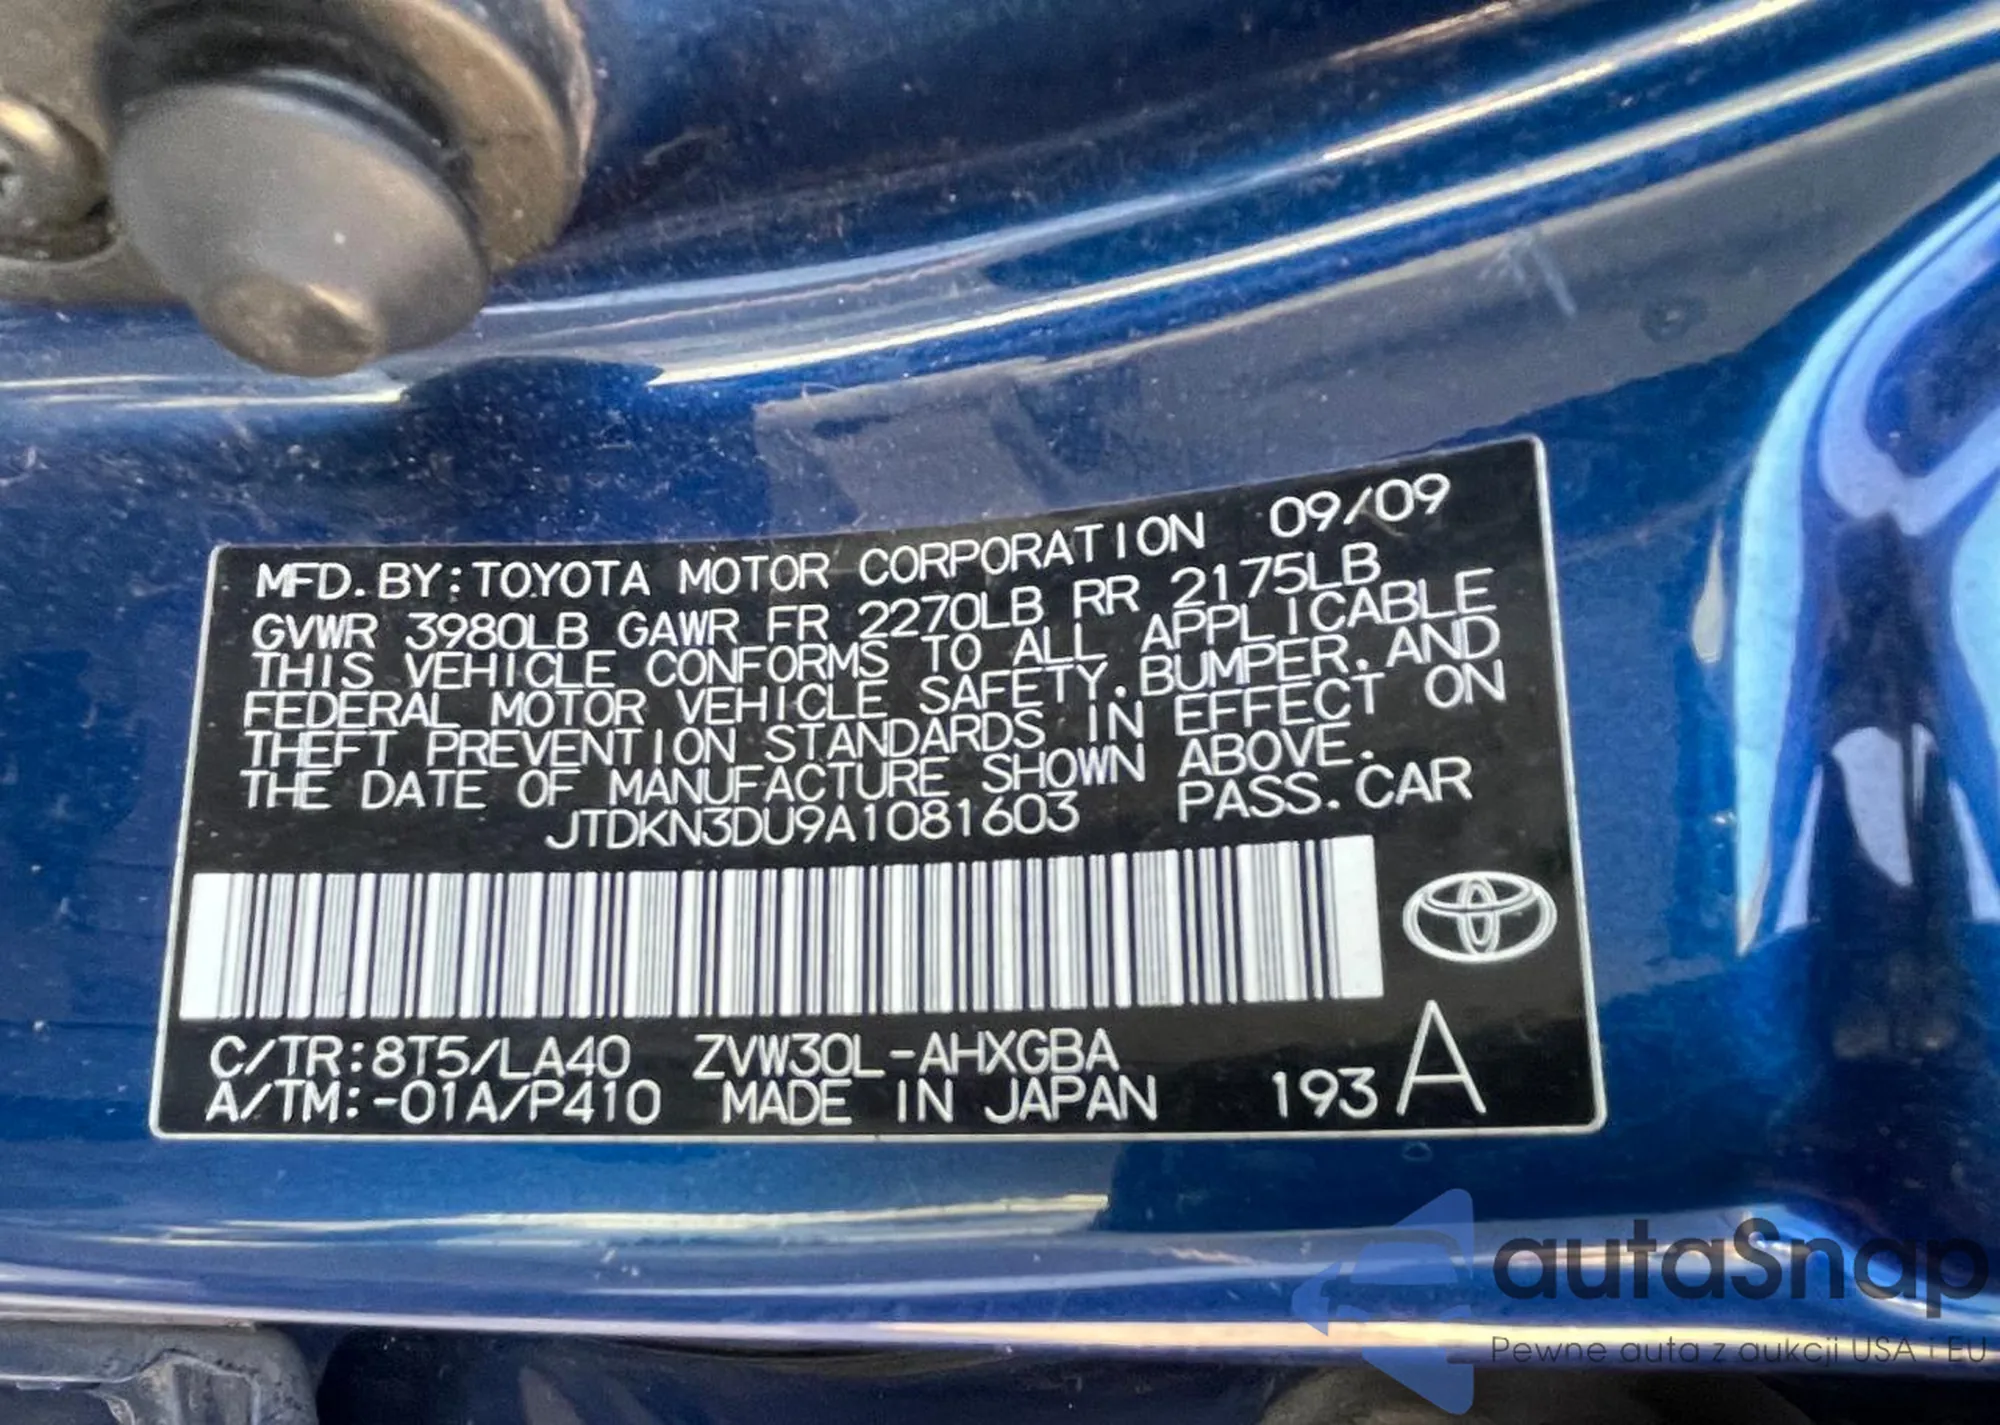 MFD.BY:TOYOTA MOTOR CORPORATION 09/09
GVWR 3980LB GAWR FR 2270LB RR 2175LB
THIS VEHICLE CONFORMS TO ALL APPLICABLE
FEDERAL MOTOR VEHICLE SAFETY,BUMPER,AND
THEFT PREVENTION STANDARDS IN EFFECT ON
THE DATE OF MANUFACTURE SHOWN ABOVE.
JTDKN3DU9A1081603 PASS.CAR
C/TR:8T5/LA40 ZVW30L-AHXGBA
A/TM:-01A/P410 MADE IN JAPAN 193 A
autaSnap
Pewne auta z aukcji USA i EU